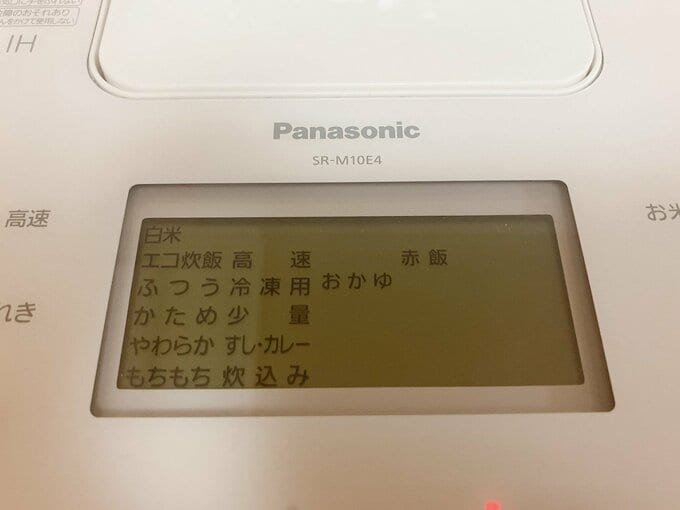 IH
Panasonic
SR-M10E4
高速
お米
白米
エコ炊飯 高速 赤飯
ふつう 冷凍用 おかゆ
かため 少量
やわらか すし・カレー
もちもち 炊込み
れき